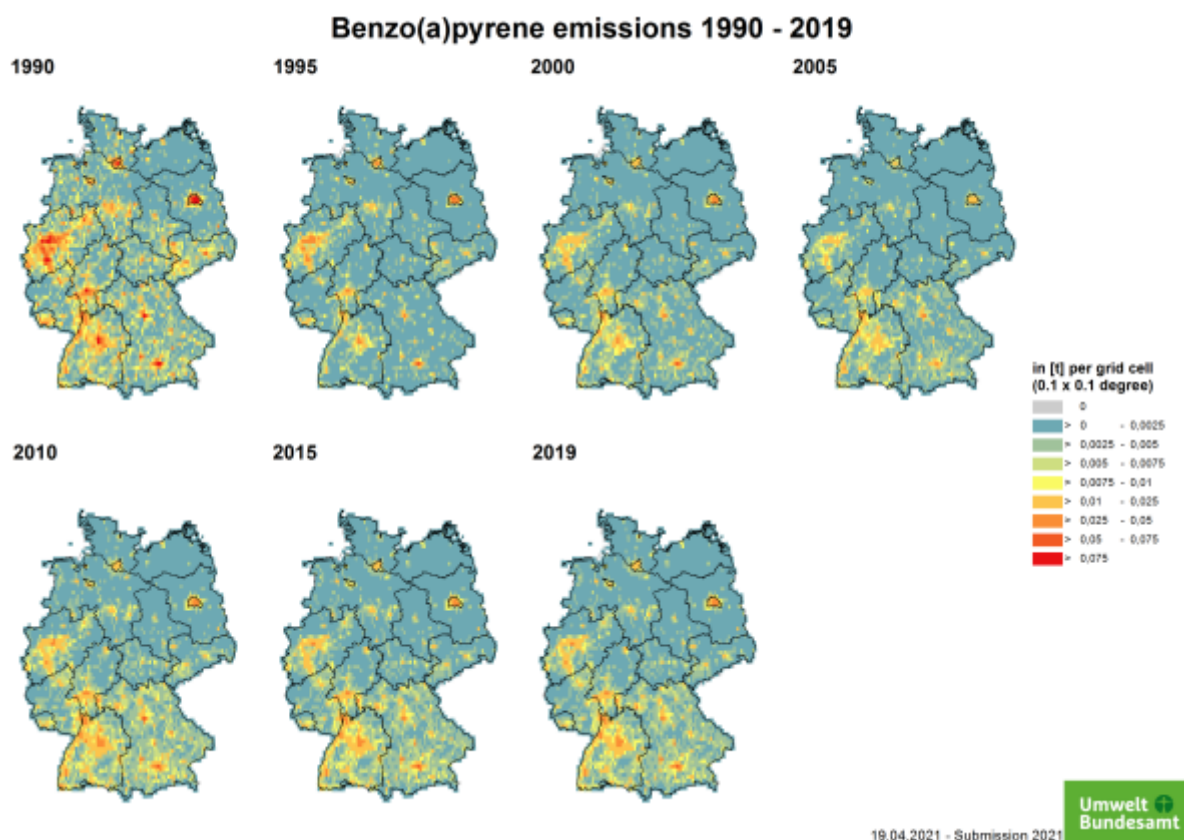 Benzo(a)pyrene emissions 1990 - 2019
1990
1995
2000
2005
in [t] per grid cell
(0.1 x 0.1 degree)
0
> 0 - 0,0025
> 0,0025 - 0,005
> 0,005 - 0,0075
> 0,0075 - 0,01
> 0,01 - 0,025
> 0,025 - 0,05
> 0,05 - 0,075
> 0,075
2010
2015
2019
Umwelt
Bundesamt
19.04.2021 - Submission 2021